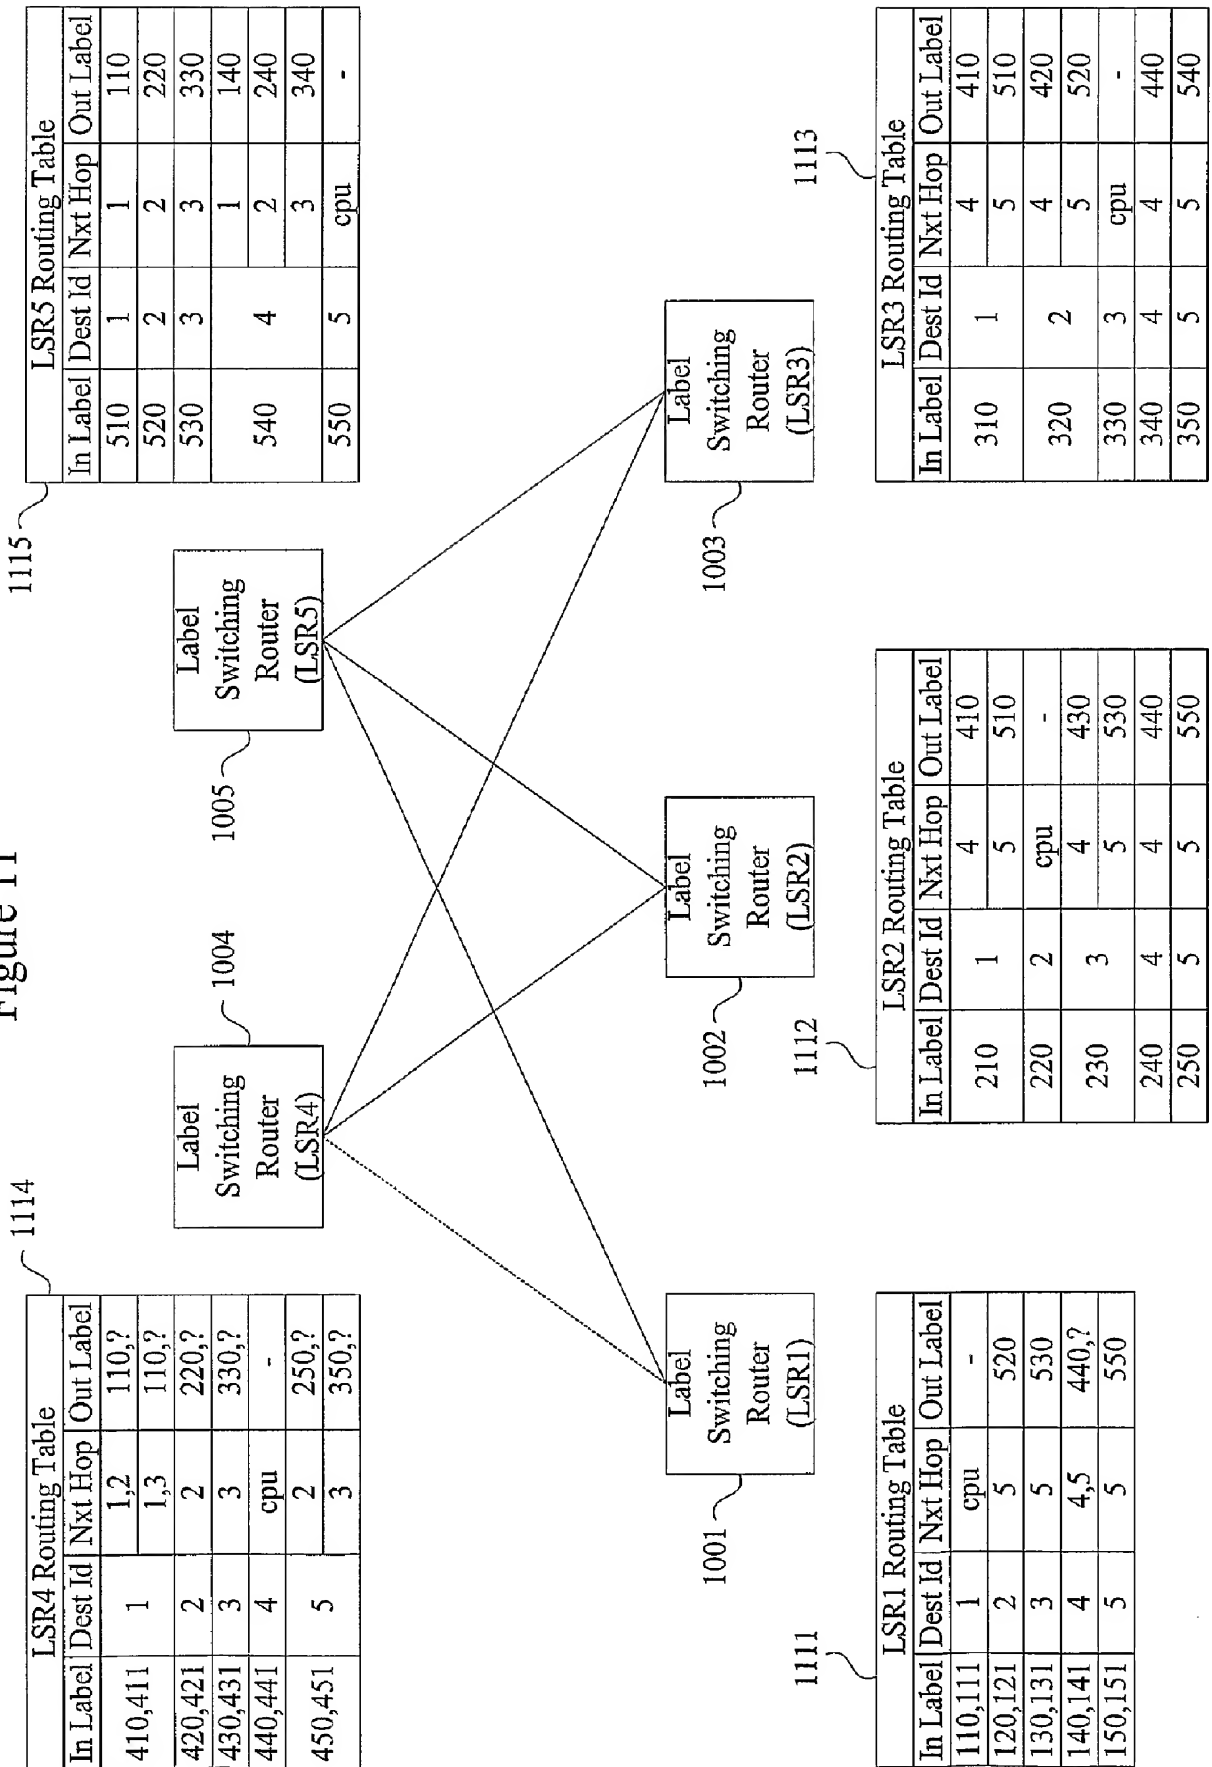 Figure 11
1114
LSR4 Routing Table
In Label Dest Id Nxt Hop Out Label
410,411 1 1,2 110,?
1,3 110,?
420,421 2 2 220,?
430,431 3 3 330,?
440,441 4 cpu -
450,451 5 2 250,?
3 350,?
1115
LSR5 Routing Table
In Label Dest Id Nxt Hop Out Label
510 1 1 110
520 2 2 220
530 3 3 330
540 4 1 140
2 240
3 340
550 5 cpu -
1004
Label
Switching
Router
(LSR4)
1005
Label
Switching
Router
(LSR5)
1001
Label
Switching
Router
(LSR1)
1002
Label
Switching
Router
(LSR2)
1003
Label
Switching
Router
(LSR3)
1111
LSR1 Routing Table
In Label Dest Id Nxt Hop Out Label
110,111 1 cpu -
120,121 2 5 520
130,131 3 5 530
140,141 4 4,5 440,?
150,151 5 5 550
1112
LSR2 Routing Table
In Label Dest Id Nxt Hop Out Label
210 1 4 410
5 510
220 2 cpu -
230 3 4 430
5 530
240 4 4 440
250 5 5 550
1113
LSR3 Routing Table
In Label Dest Id Nxt Hop Out Label
310 1 4 410
5 510
320 2 4 420
5 520
330 3 cpu -
340 4 4 440
350 5 5 540